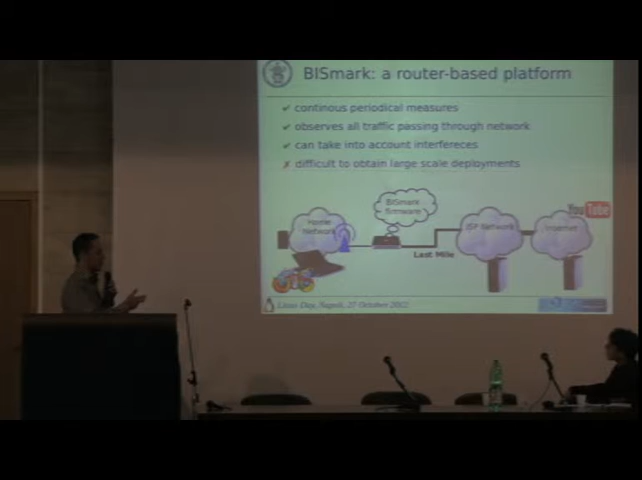 BISmark: a router-based platform
✔ continous periodical measures
✔ observes all traffic passing through network
✔ can take into account interfereces
✗ difficult to obtain large scale deployments
BISmark
firmware
YouTube
Home
Network
ISP Network
Internet
Last Mile
Linux Day, Napoli, 27 October 2012